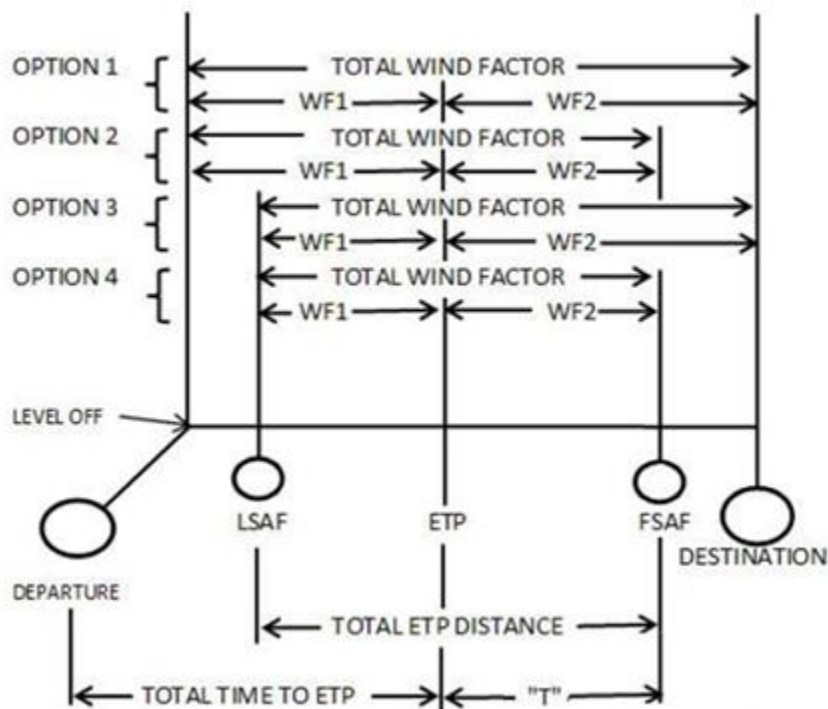 OPTION 1
TOTAL WIND FACTOR
WF1 WF2
OPTION 2
TOTAL WIND FACTOR
WF1 WF2
OPTION 3
TOTAL WIND FACTOR
WF1 WF2
OPTION 4
TOTAL WIND FACTOR
WF1 WF2
LEVEL OFF
LSAF ETP FSAF
DESTINATION
DEPARTURE
TOTAL ETP DISTANCE
TOTAL TIME TO ETP "T"